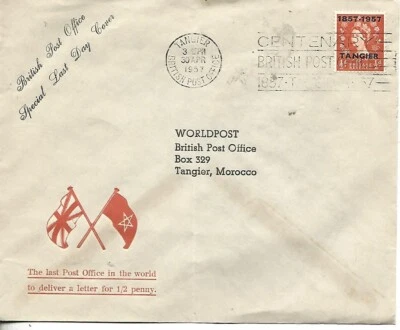 British Post Office
Special Last Day Cover
TANGIER
30 APR
1957
BRITISH POST OFFICE
CENTENARY
BRITISH POST
1857-1957
TANGIER
WORLDPOST
British Post Office
Box 329
Tangier, Morocco
The last Post Office in the world
to deliver a letter for 1/2 penny.